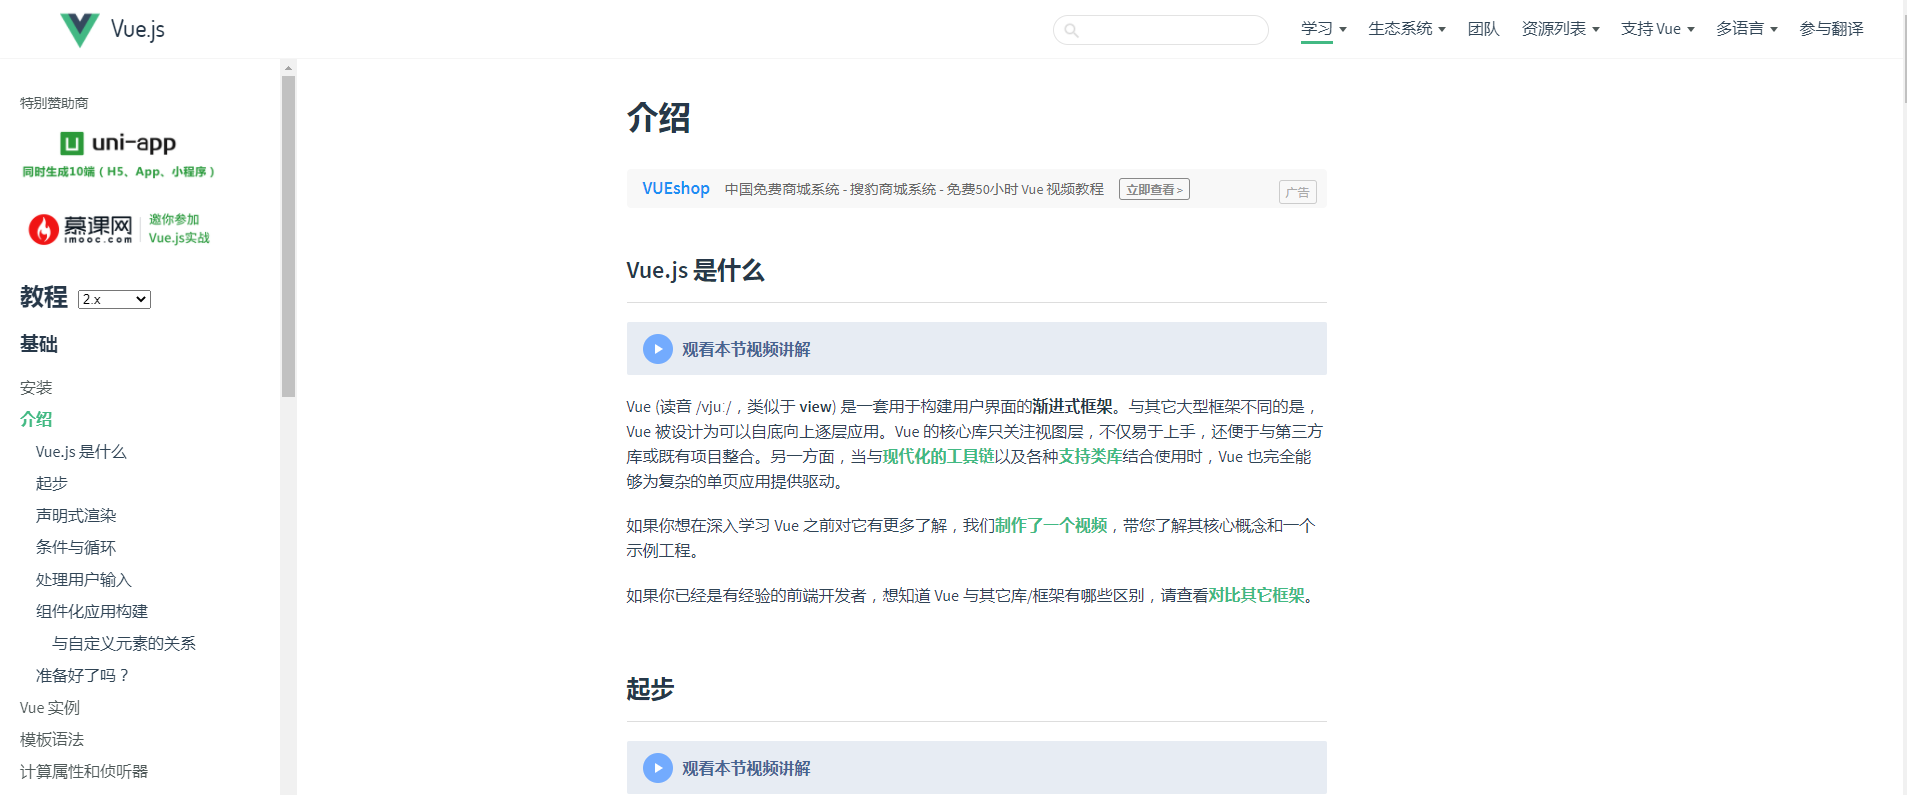 Vue.js
学习
生态系统
团队
资源列表
支持 Vue
多语言
参与翻译
特别赞助商
uni-app
同时生成10端（H5、App、小程序）
慕课网
imooc.com
邀你参加
Vue.js实战
教程 2.x
基础
安装
介绍
Vue.js 是什么
起步
声明式渲染
条件与循环
处理用户输入
组件化应用构建
与自定义元素的关系
准备好了吗？
Vue 实例
模板语法
计算属性和侦听器
介绍
VUEshop 中国免费商城系统 - 搜豹商城系统 - 免费50小时 Vue 视频教程 立即查看 > 广告
Vue.js 是什么
观看本节视频讲解
Vue (读音 /vjuː/，类似于 view) 是一套用于构建用户界面的渐进式框架。与其它大型框架不同的是，
Vue 被设计为可以自底向上逐层应用。Vue 的核心库只关注视图层，不仅易于上手，还便于与第三方
库或既有项目整合。另一方面，当与现代化的工具链以及各种支持类库结合使用时，Vue 也完全能
够为复杂的单页应用提供驱动。
如果你想在深入学习 Vue 之前对它有更多了解，我们制作了一个视频，带您了解其核心概念和一个
示例工程。
如果你已经是有经验的前端开发者，想知道 Vue 与其它库/框架有哪些区别，请查看对比其它框架。
起步
观看本节视频讲解